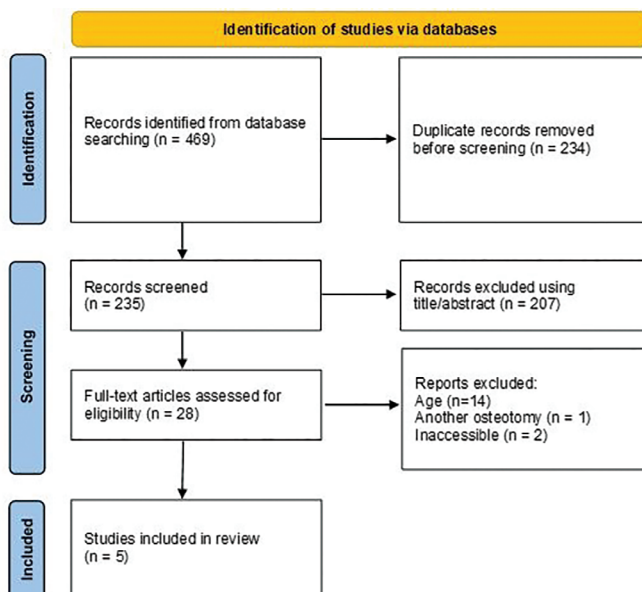 Identification of studies via databases
Identification
Records identified from database
searching (n = 469)
Duplicate records removed
before screening (n = 234)
Screening
Records screened
(n = 235)
Records excluded using
title/abstract (n = 207)
Full-text articles assessed for
eligibility (n = 28)
Reports excluded:
Age (n=14)
Another osteotomy (n = 1)
Inaccessible (n = 2)
Included
Studies included in review
(n = 5)